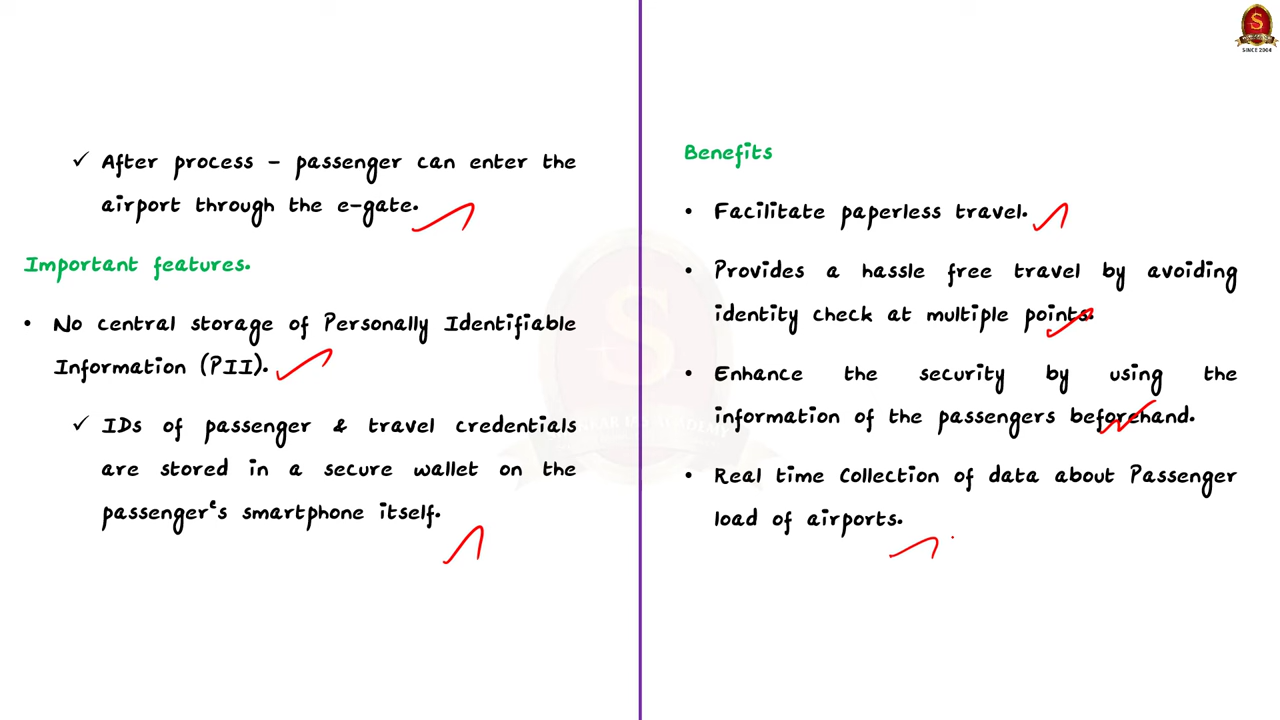 ✓ After process – passenger can enter the
airport through the e-gate.
Important features.
• No central storage of Personally Identifiable
Information (PII).
✓ IDs of passenger & travel credentials
are stored in a secure wallet on the
passenger's smartphone itself.
Benefits
• Facilitate paperless travel.
• Provides a hassle free travel by avoiding
identity check at multiple points.
• Enhance the security by using the
information of the passengers beforehand.
• Real time Collection of data about Passenger
load of airports.
S
SINCE 2004